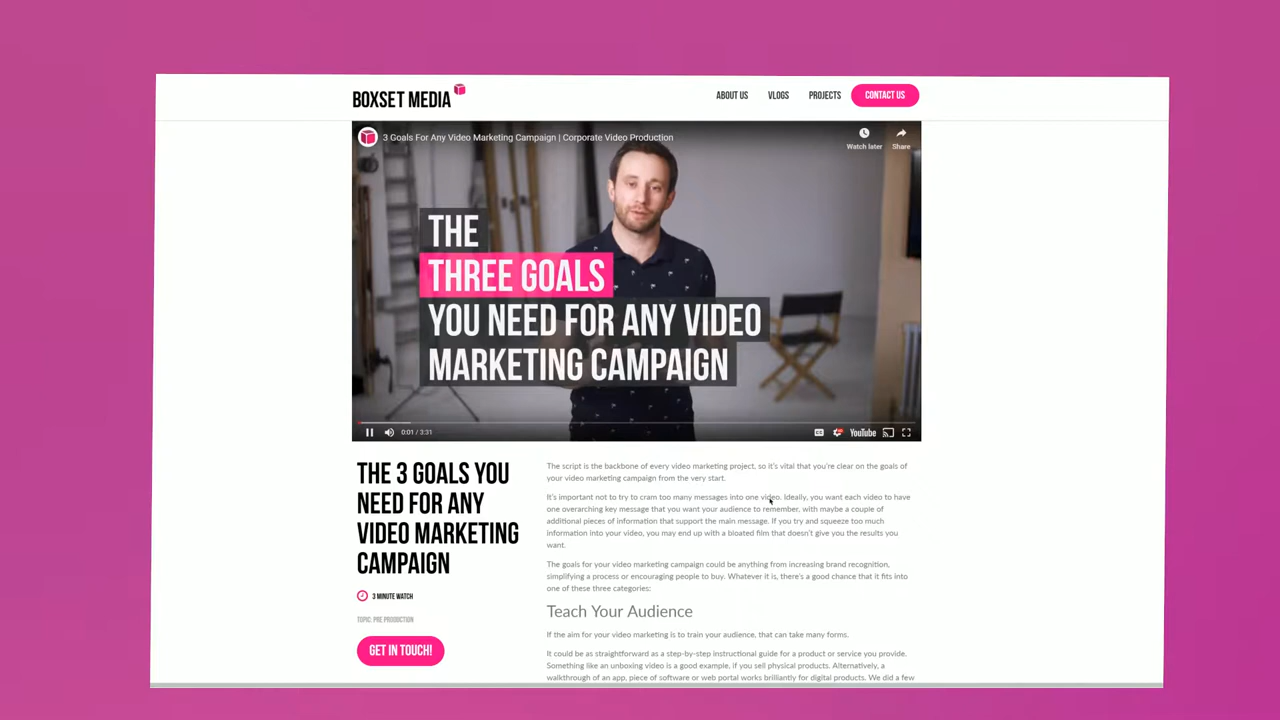 BOXSET MEDIA
ABOUT US
VLOGS
PROJECTS
CONTACT US
3 Goals For Any Video Marketing Campaign | Corporate Video Production
Watch later
Share
THE
THREE GOALS
YOU NEED FOR ANY VIDEO
MARKETING CAMPAIGN
0:01 / 3:31
CC
YouTube
THE 3 GOALS YOU
NEED FOR ANY
VIDEO MARKETING
CAMPAIGN
3 MINUTE WATCH
TOPIC: PRE PRODUCTION
GET IN TOUCH!
The script is the backbone of every video marketing project, so it's vital that you're clear on the goals of
your video marketing campaign from the very start.
It's important not to try to cram too many messages into one video. Ideally, you want each video to have
one overarching key message that you want your audience to remember, with maybe a couple of
additional pieces of information that support the main message. If you try and squeeze too much
information into your video, you may end up with a bloated film that doesn't give you the results you
want.
The goals for your video marketing campaign could be anything from increasing brand recognition,
simplifying a process or encouraging people to buy. Whatever it is, there's a good chance that it fits into
one of these three categories:
Teach Your Audience
If the aim for your video marketing is to train your audience, that can take many forms.
It could be as straightforward as a step-by-step instructional guide for a product or service you provide.
Something like an unboxing video is a good example, if you sell physical products. Alternatively, a
walkthrough of an app, piece of software or web portal works brilliantly for digital products. We did a few